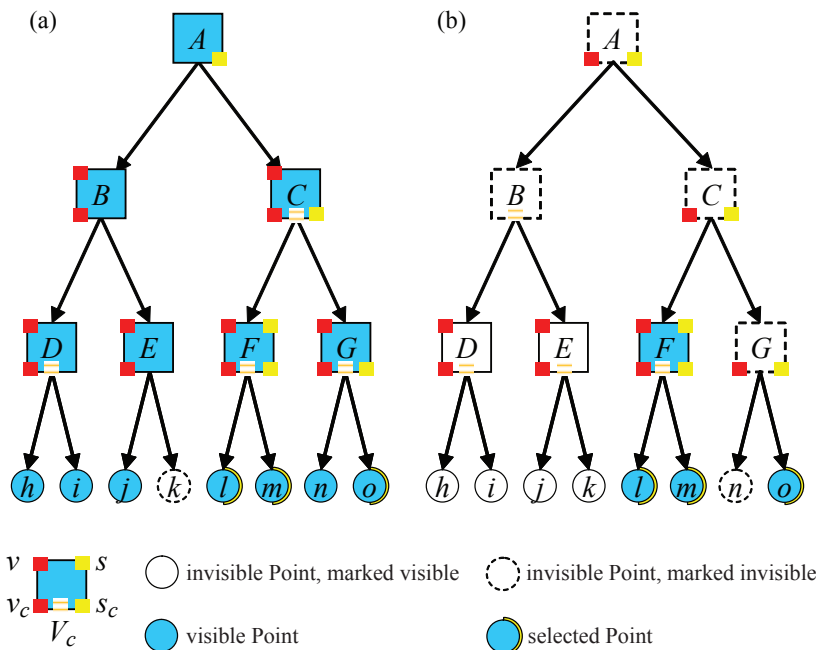 (a) (b)
A A
B C B C
D E F G D E F G
h i j k l m n o h i j k l m n o
v s invisible Point, marked visible invisible Point, marked invisible
v_c s_c
V_c visible Point selected Point